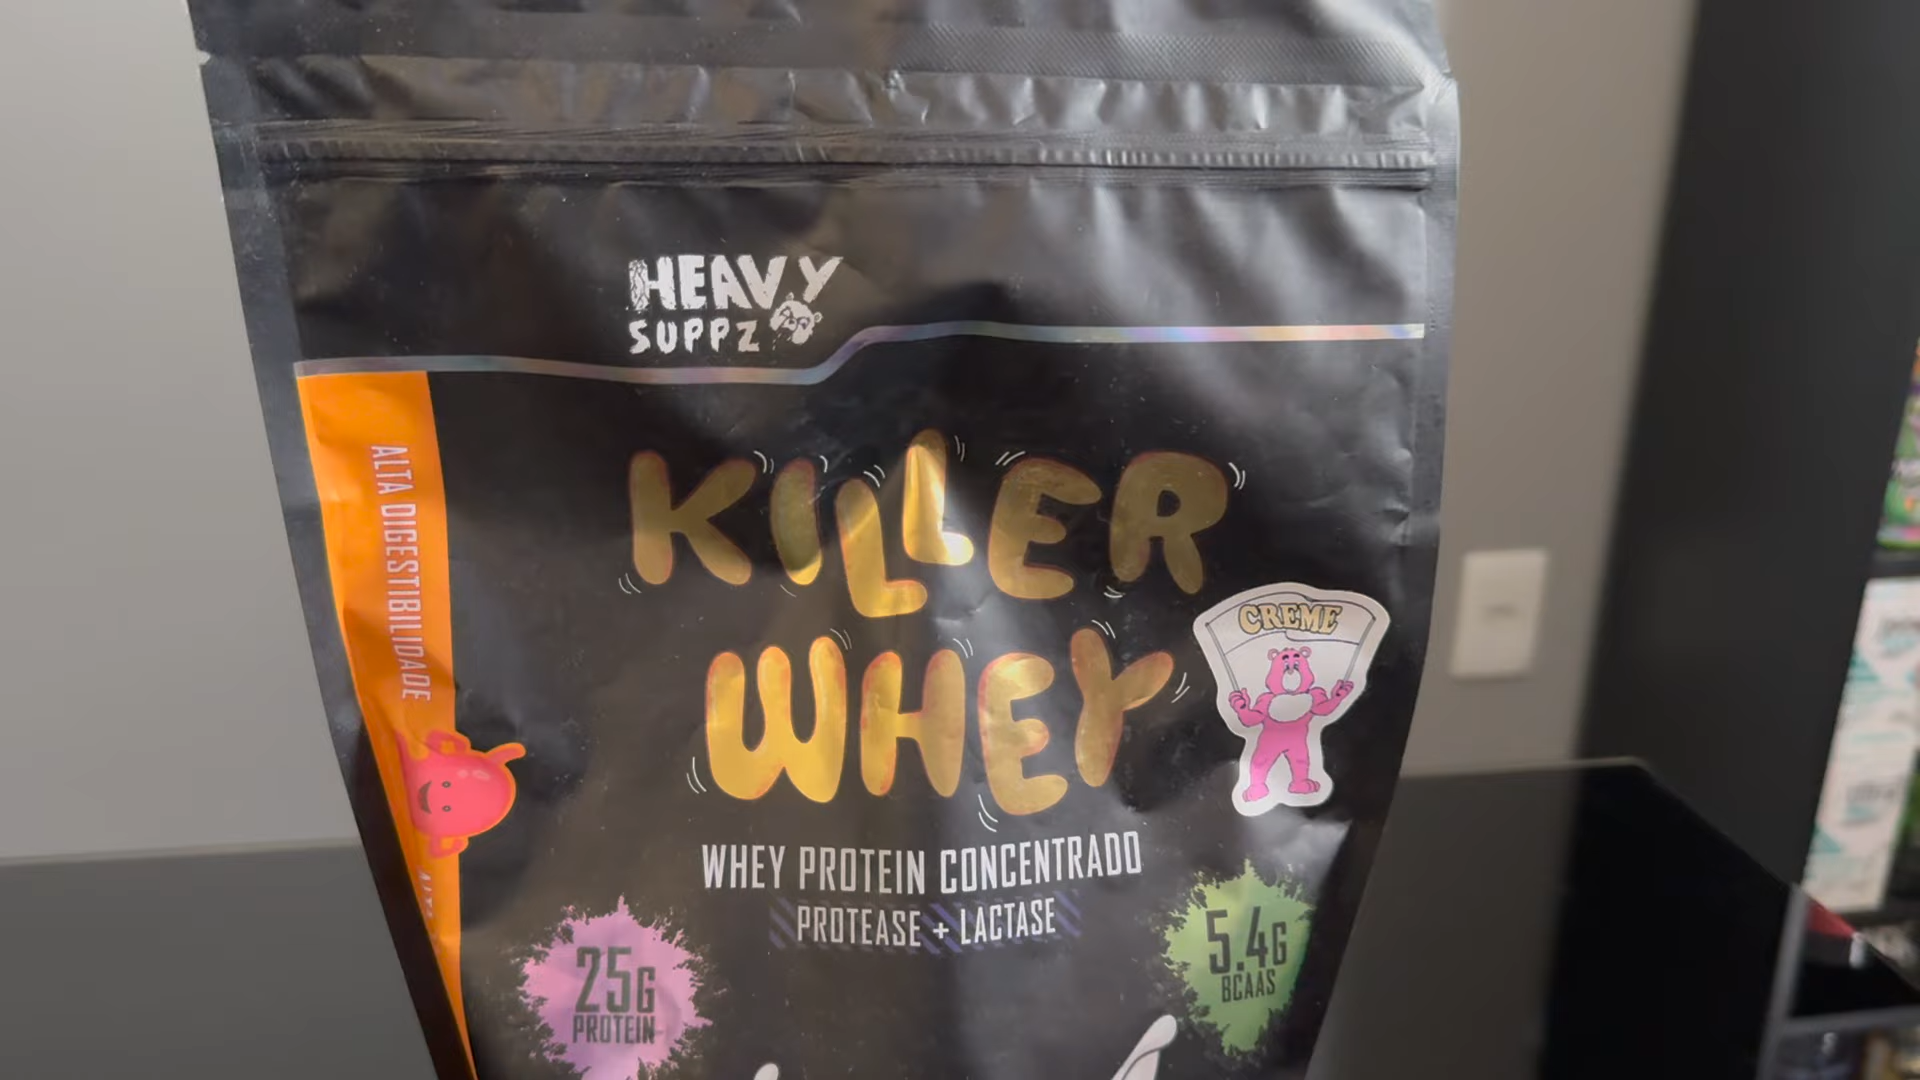 HEAVY
SUPPZ
ALTA DIGESTIBILIDADE
KILLER
WHEY
CREME
WHEY PROTEIN CONCENTRADO
PROTEASE + LACTASE
25G
PROTEIN
5.4G
BCAAS